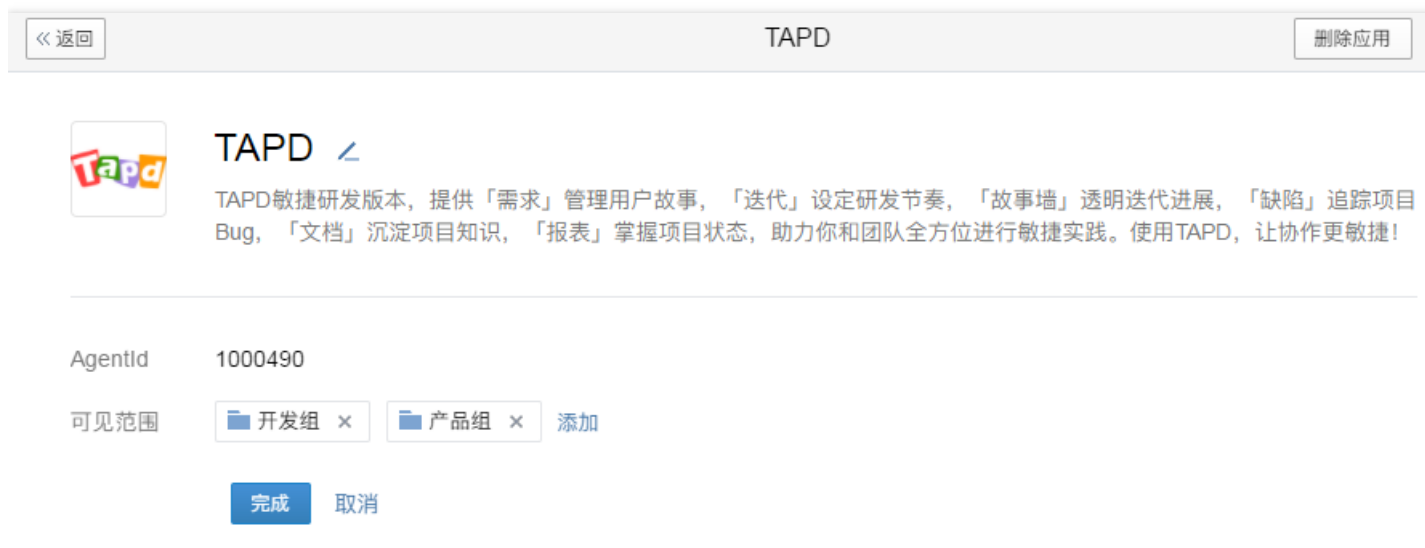 返回
TAPD
删除应用
Tapd
TAPD
TAPD敏捷研发版本，提供「需求」管理用户故事，「迭代」设定研发节奏，「故事墙」透明迭代进展，「缺陷」追踪项目
Bug，「文档」沉淀项目知识，「报表」掌握项目状态，助力你和团队全方位进行敏捷实践。使用TAPD，让协作更敏捷！
AgentId 1000490
可见范围 开发组 × 产品组 × 添加
完成 取消